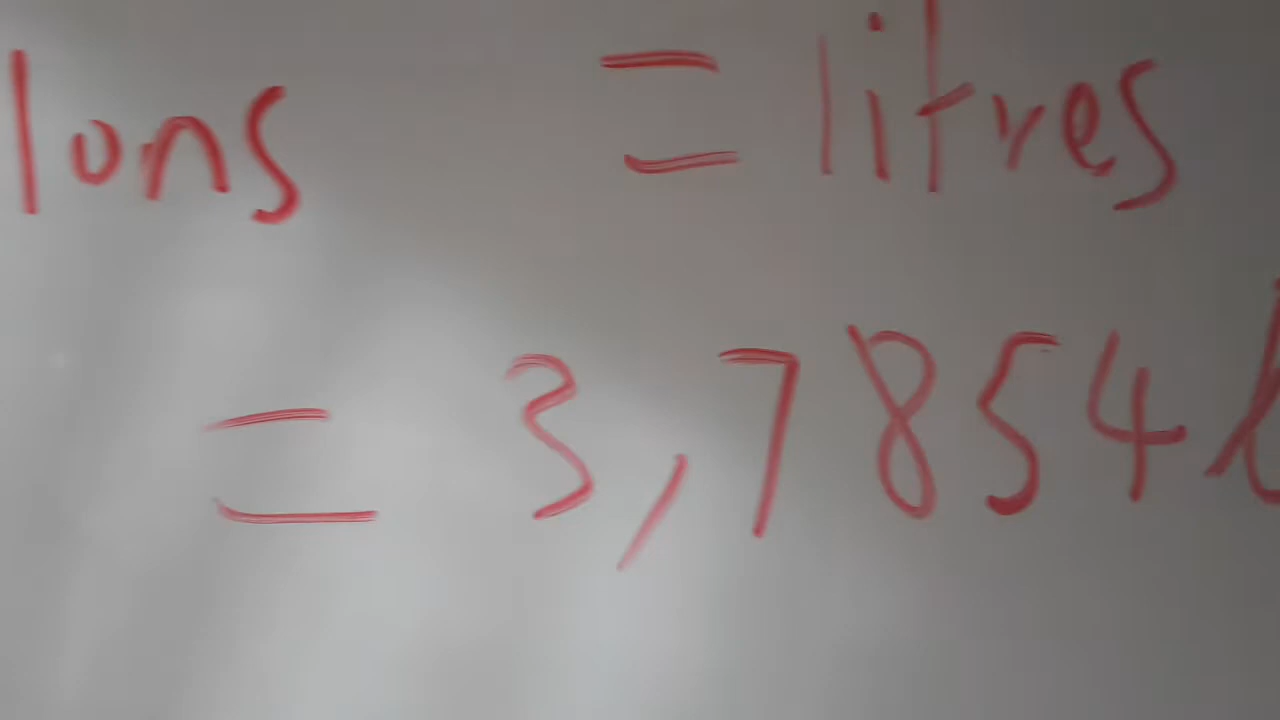 lons = litres
= 3,7854 l